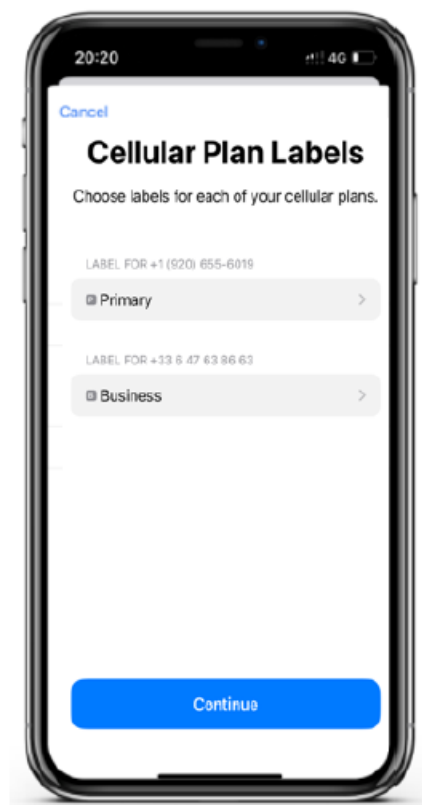 20:20
4G
Cancel
Cellular Plan Labels
Choose labels for each of your cellular plans.
LABEL FOR +1 (920) 655-6019
P Primary
LABEL FOR +33 6 47 63 86 63
B Business
Continue